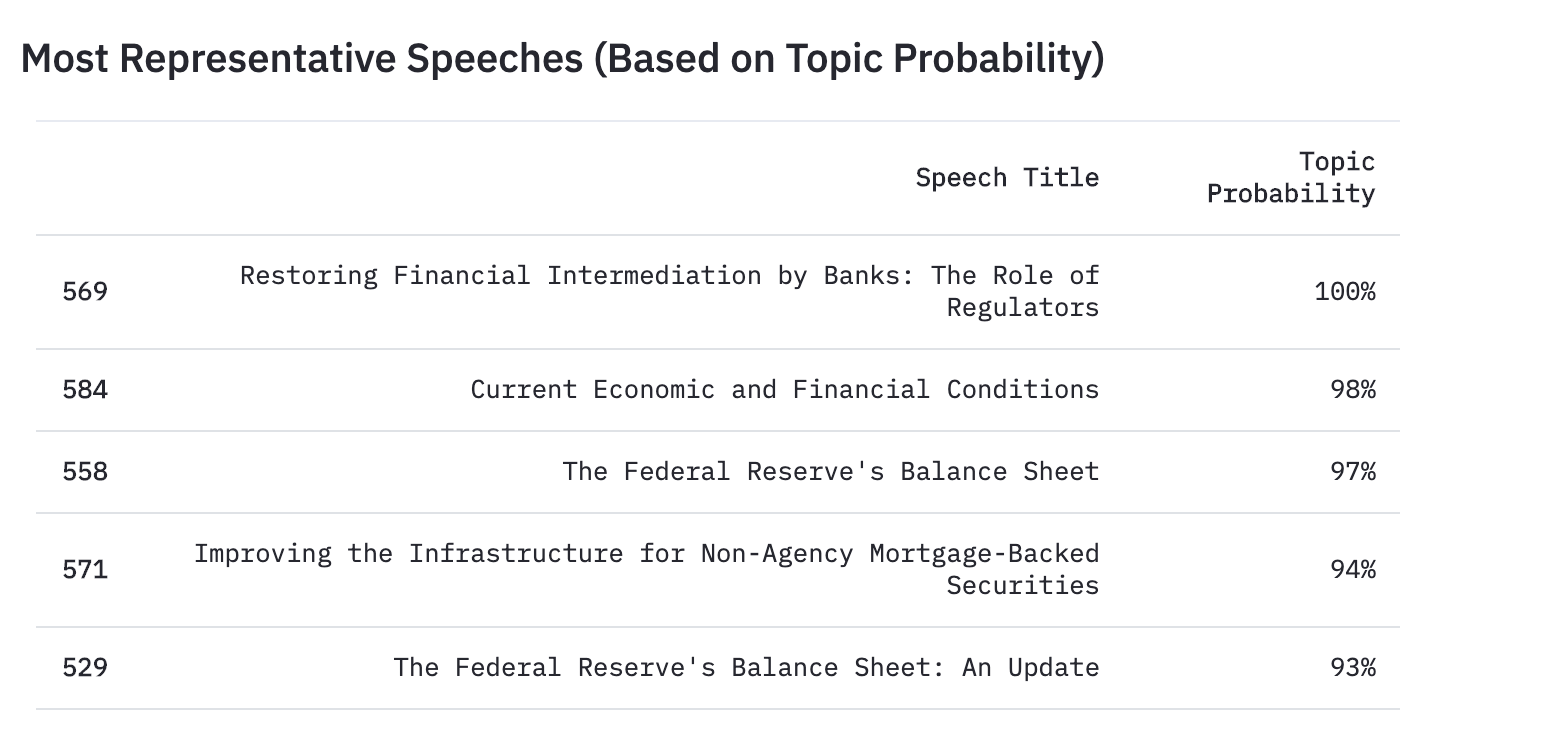 Most Representative Speeches (Based on Topic Probability)
Speech Title
Topic
Probability
569
Restoring Financial Intermediation by Banks: The Role of
Regulators
100%
584
Current Economic and Financial Conditions
98%
558
The Federal Reserve's Balance Sheet
97%
571
Improving the Infrastructure for Non-Agency Mortgage-Backed
Securities
94%
529
The Federal Reserve's Balance Sheet: An Update
93%